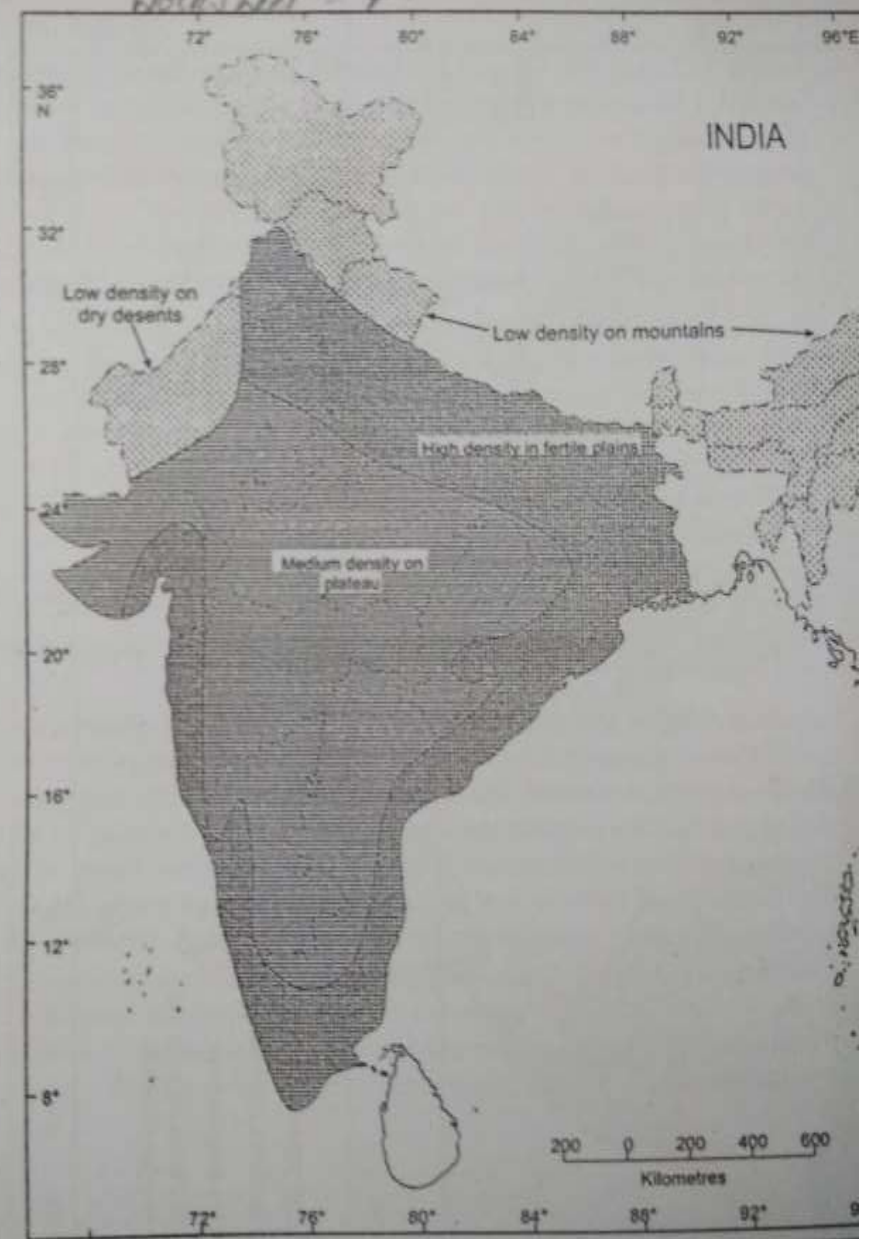 72° 76° 80° 84° 88° 92° 96°E
36°
N
INDIA
32°
Low density on
dry desents
Low density on mountains
28°
High density in fertile plains
24°
Medium density on
plateau
20°
16°
12°
8°
200 0 200 400 600
Kilometres
72° 76° 80° 84° 88° 92° 9